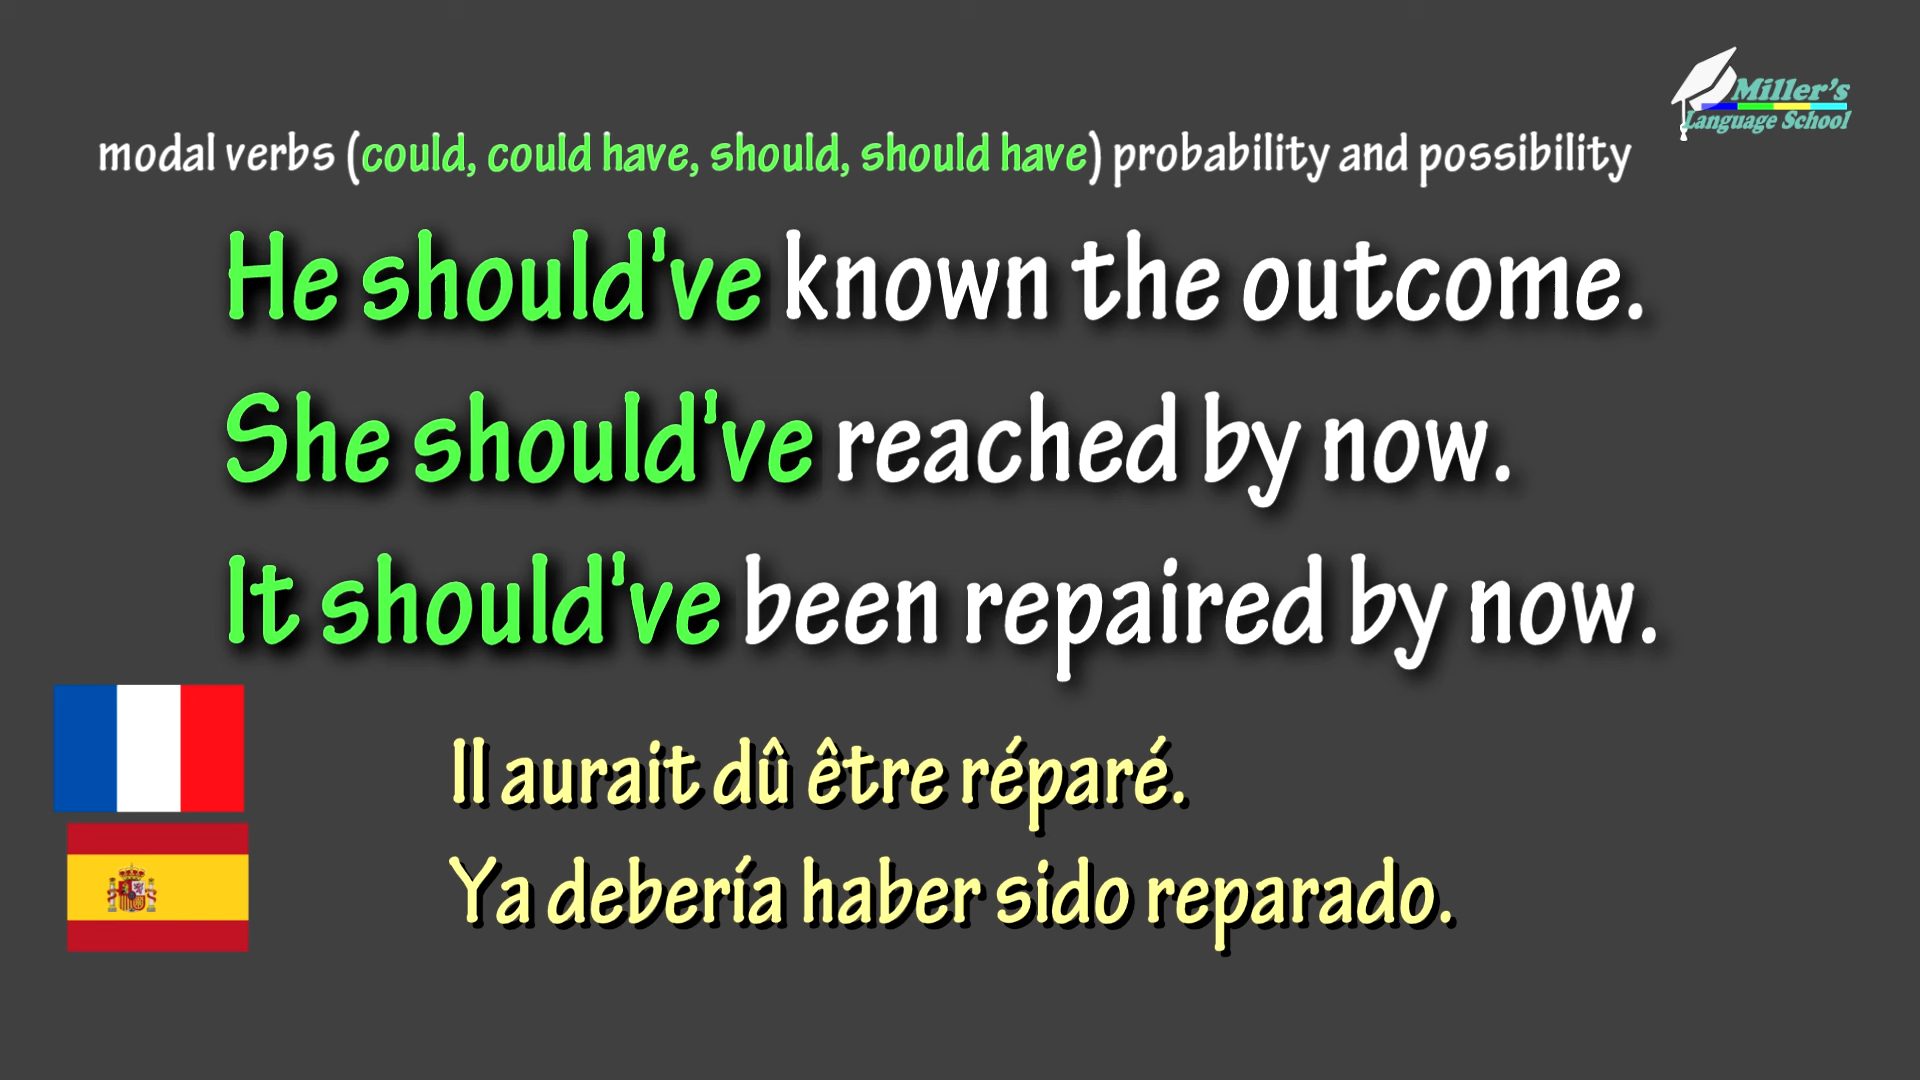 Miller's
Language School
modal verbs (could, could have, should, should have) probability and possibility
He should've known the outcome.
She should've reached by now.
It should've been repaired by now.
Il aurait dû être réparé.
Ya debería haber sido reparado.